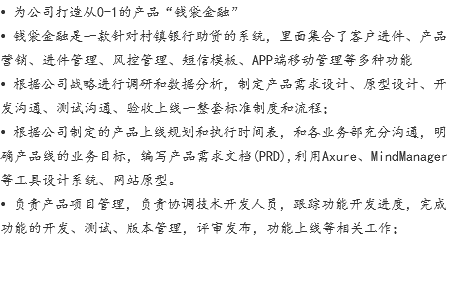 • 为公司打造从0-1的产品“钱袋金融”
• 钱袋金融是一款针对村镇银行助贷的系统，里面集合了客户进件、产品
营销、进件管理、风控管理、短信模板、APP端移动管理等多种功能
• 根据公司战略进行调研和数据分析，制定产品需求设计、原型设计、开
发沟通、测试沟通、验收上线一整套标准制度和流程；
• 根据公司制定的产品上线规划和执行时间表，和各业务部充分沟通，明
确产品线的业务目标，编写产品需求文档(PRD),利用Axure、MindManager
等工具设计系统、网站原型。
• 负责产品项目管理，负责协调技术开发人员，跟踪功能开发进度，完成
功能的开发、测试、版本管理，评审发布，功能上线等相关工作；